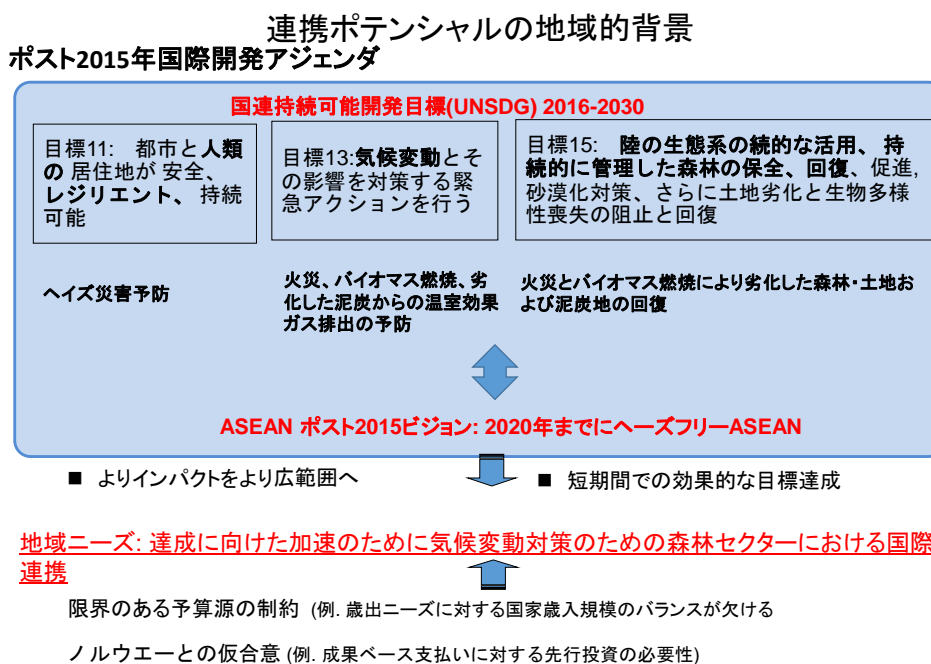 連携ポテンシャルの地域的背景
ポスト2015年国際開発アジェンダ
国連持続可能開発目標(UNSDG) 2016-2030
目標11: 都市と人類
の 居住地が 安全、
レジリエント、 持続
可能
目標13:気候変動とそ
の影響を対策する緊
急アクションを行う
目標15: 陸の生態系の続的な活用、 持
続的に管理した森林の保全、 回復、促進,
砂漠化対策、さらに土地劣化と生物多様
性喪失の阻止と回復
ヘイズ災害予防
火災、バイオマス燃焼、劣
化した泥炭からの温室効果
ガス排出の予防
火災とバイオマス燃焼により劣化した森林・土地お
よび泥炭地の回復
ASEAN ポスト2015ビジョン: 2020年までにヘーズフリーASEAN
■ よりインパクトをより広範囲へ
■ 短期間での効果的な目標達成
地域ニーズ: 達成に向けた加速のために気候変動対策のための森林セクターにおける国際
連携
限界のある予算源の制約 (例. 歳出ニーズに対する国家歳入規模のバランスが欠ける
ノルウエーとの仮合意 (例. 成果ベース支払いに対する先行投資の必要性)